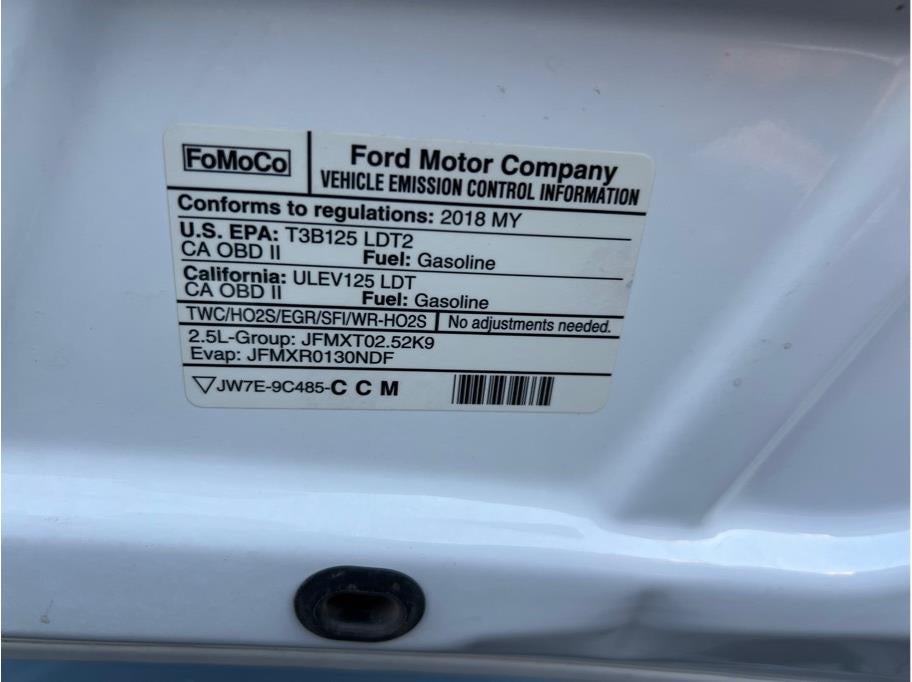 FoMoCo
Ford Motor Company
VEHICLE EMISSION CONTROL INFORMATION
Conforms to regulations: 2018 MY
U.S. EPA: T3B125 LDT2
CA OBD II Fuel: Gasoline
California: ULEV125 LDT
CA OBD II Fuel: Gasoline
TWC/HO2S/EGR/SFI/WR-HO2S No adjustments needed.
2.5L-Group: JFMXT02.52K9
Evap: JFMXR0130NDF
JW7E-9C485-C C M